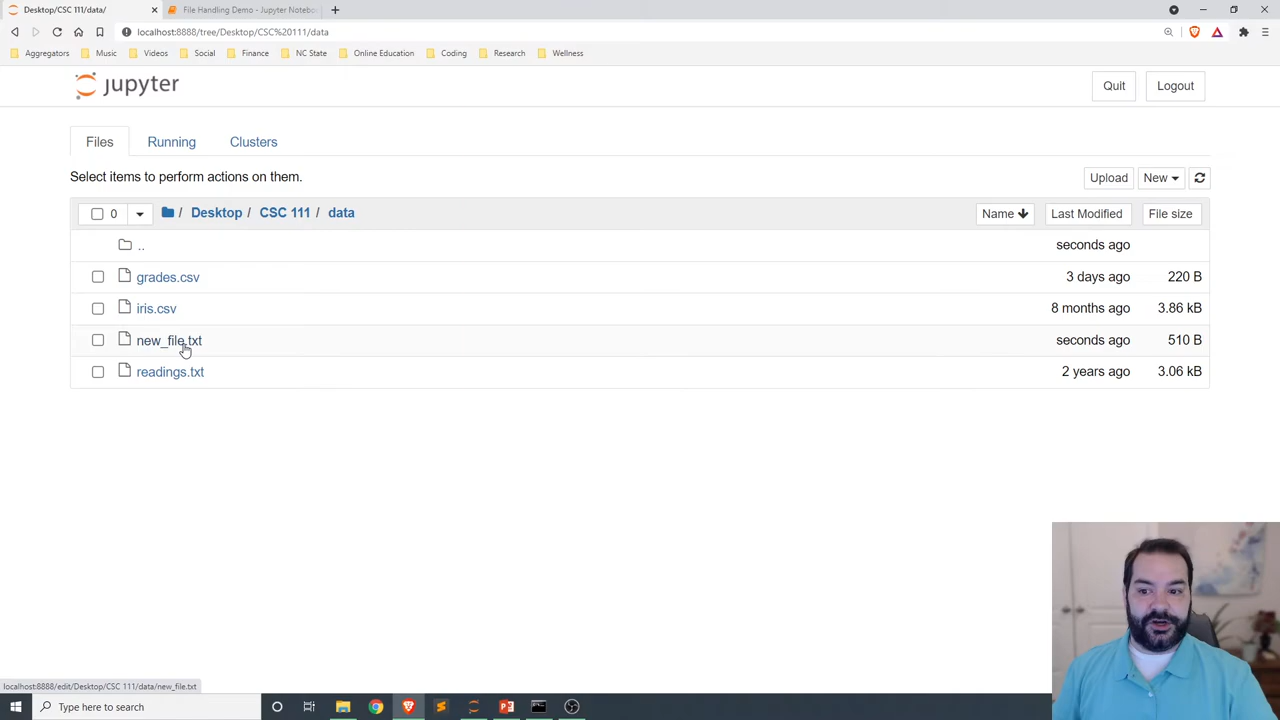 Desktop/CSC 111/data/
File Handling Demo - Jupyter Notebo
localhost:8888/tree/Desktop/CSC%20111/data
Aggregators Music Videos Social Finance NC State Online Education Coding Research Wellness
jupyter
Quit Logout
Files Running Clusters
Select items to perform actions on them.
Upload New
0 / Desktop / CSC 111 / data Name Last Modified File size
.. seconds ago
grades.csv 3 days ago 220 B
iris.csv 8 months ago 3.86 kB
new_file.txt seconds ago 510 B
readings.txt 2 years ago 3.06 kB
localhost:8888/edit/Desktop/CSC 111/data/new_file.txt
Type here to search